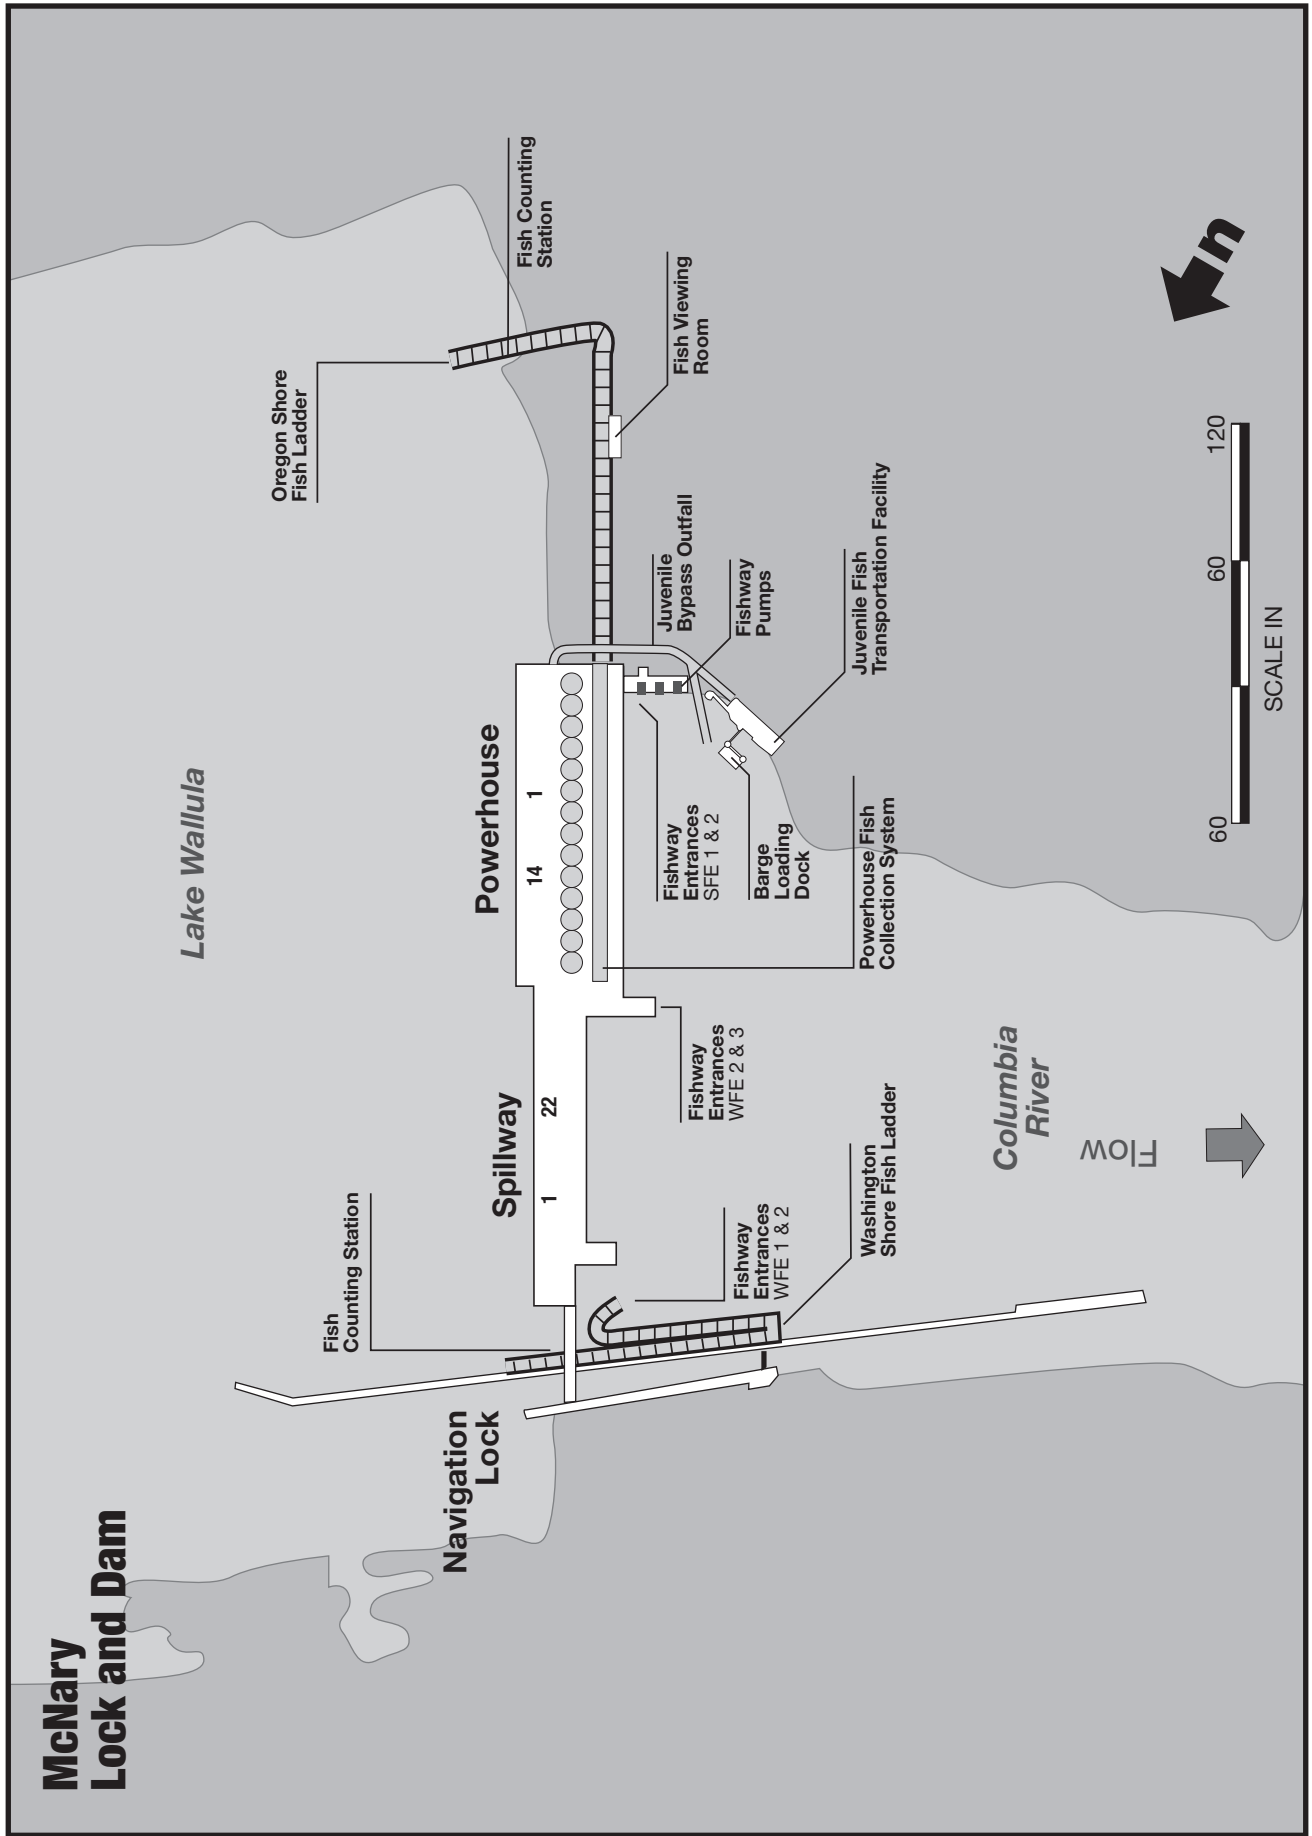 McNary
Lock and Dam
Lake Wallula
Oregon Shore
Fish Ladder
Fish Counting
Station
Fish Viewing
Room
Navigation
Lock
Fish
Counting Station
Spillway
1
22
Powerhouse
14
1
Juvenile
Bypass Outfall
Fishway
Pumps
Juvenile Fish
Transportation Facility
Fishway
Entrances
SFE 1 & 2
Barge
Loading
Dock
Powerhouse Fish
Collection System
Fishway
Entrances
WFE 2 & 3
Fishway
Entrances
WFE 1 & 2
Washington
Shore Fish Ladder
Columbia
River
Flow
60
60
120
SCALE IN
n